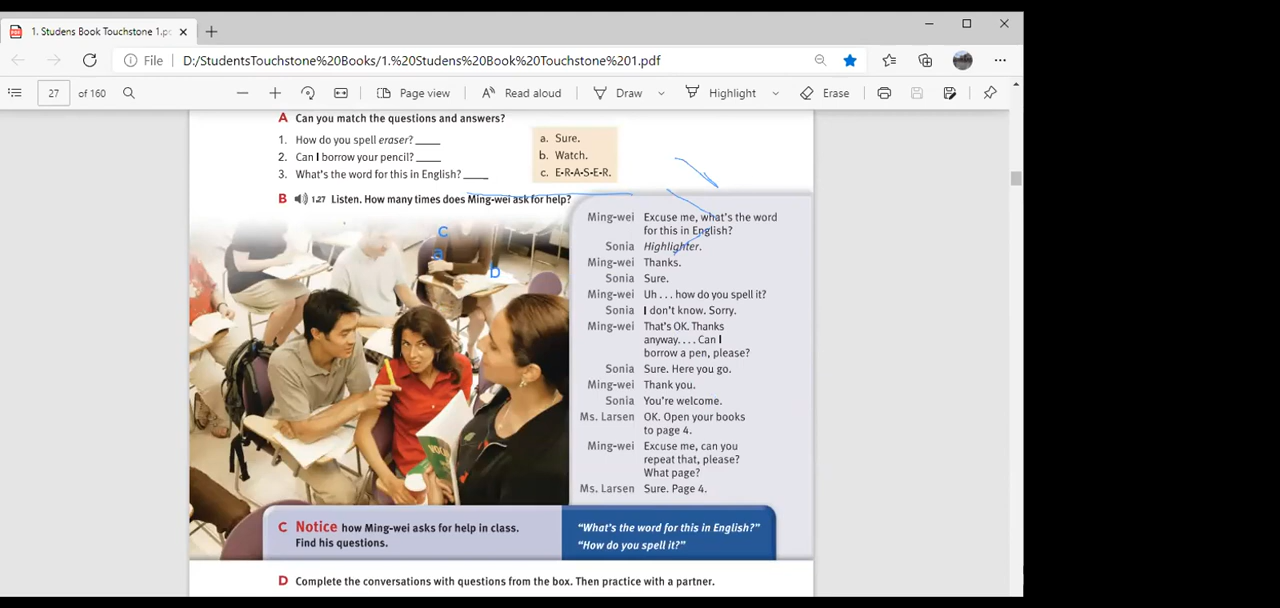 1. Studens Book Touchstone 1.p
File
D:/StudentsTouchstone%20Books/1.%20Studens%20Book%20Touchstone%201.pdf
27 of 160
Page view
Read aloud
Draw
Highlight
Erase
A Can you match the questions and answers?
1. How do you spell eraser? ____
2. Can I borrow your pencil? ____
3. What's the word for this in English? ____
a. Sure.
b. Watch.
c. E-R-A-S-E-R.
B 1.27 Listen. How many times does Ming-wei ask for help?
c
a
b
Ming-wei Excuse me, what's the word
for this in English?
Sonia Highlighter.
Ming-wei Thanks.
Sonia Sure.
Ming-wei Uh . . . how do you spell it?
Sonia I don't know. Sorry.
Ming-wei That's OK. Thanks
anyway. . . . Can I
borrow a pen, please?
Sonia Sure. Here you go.
Ming-wei Thank you.
Sonia You're welcome.
Ms. Larsen OK. Open your books
to page 4.
Ming-wei Excuse me, can you
repeat that, please?
What page?
Ms. Larsen Sure. Page 4.
C Notice how Ming-wei asks for help in class.
Find his questions.
"What's the word for this in English?"
"How do you spell it?"
D Complete the conversations with questions from the box. Then practice with a partner.